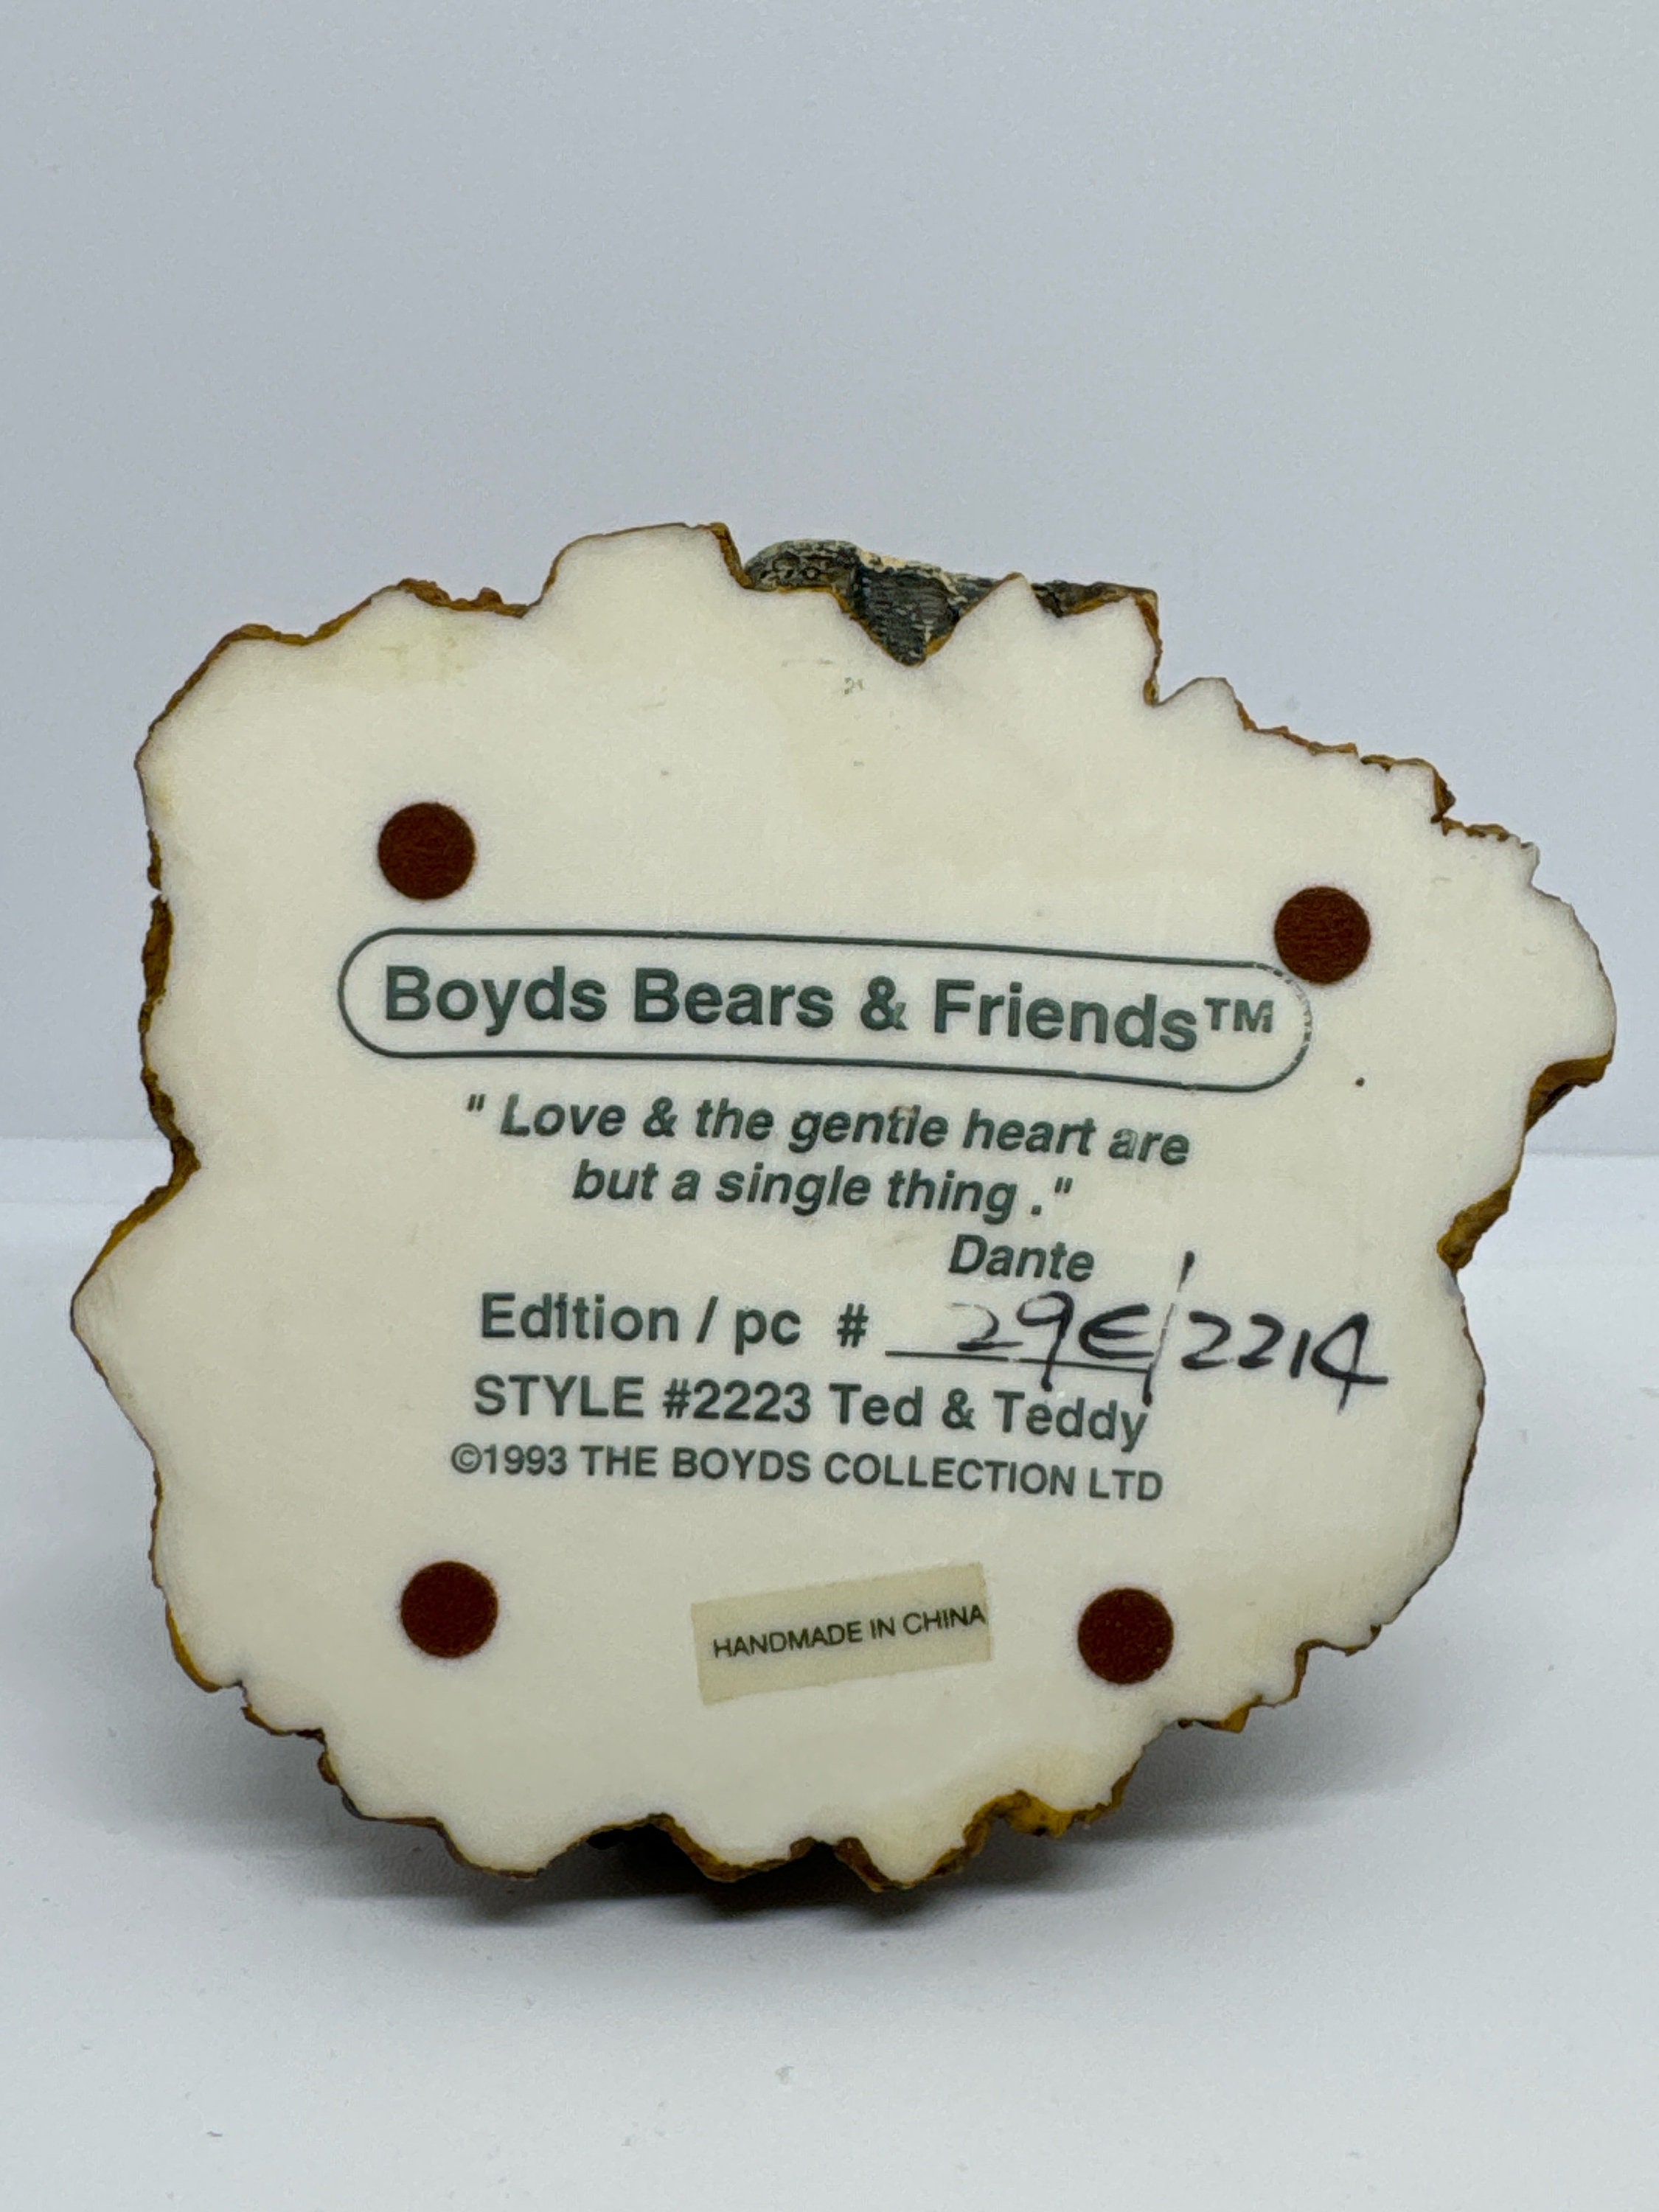 Boyds Bears & Friends™
" Love & the gentle heart are
but a single thing ."
Dante
Edition / pc # 29E/2214
STYLE #2223 Ted & Teddy
©1993 THE BOYDS COLLECTION LTD
HANDMADE IN CHINA